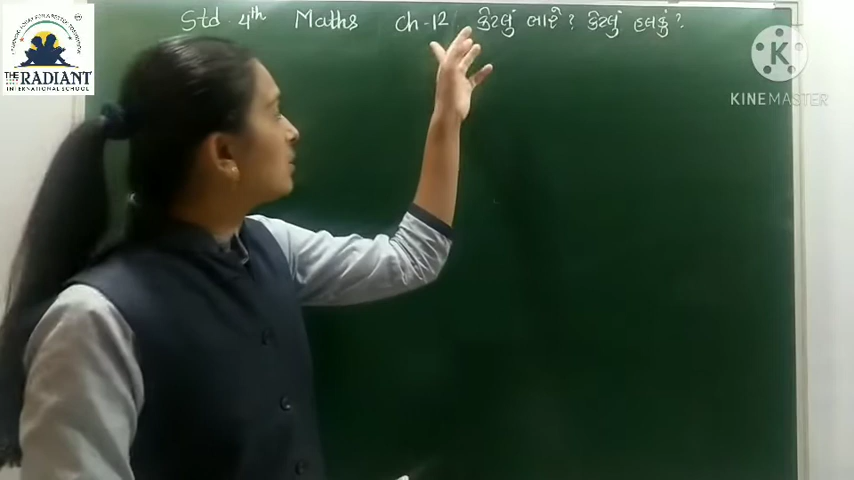 Std. 4th Maths Ch-12 કેટલું ભારે? કેટલું હલકું?
THE RADIANT
INTERNATIONAL SCHOOL
K
KINEMASTER